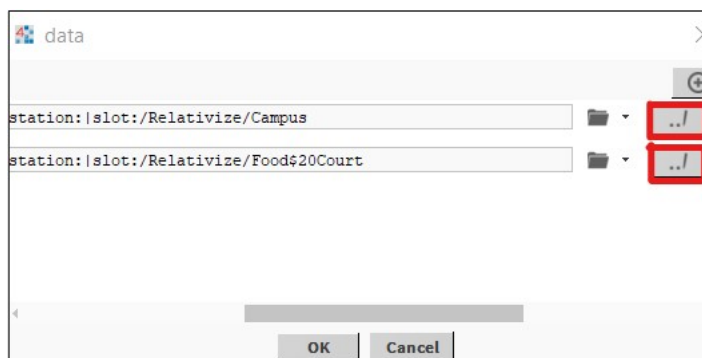 data
station:|slot:/Relativize/Campus
../
station:|slot:/Relativize/Food$20Court
../
OK Cancel